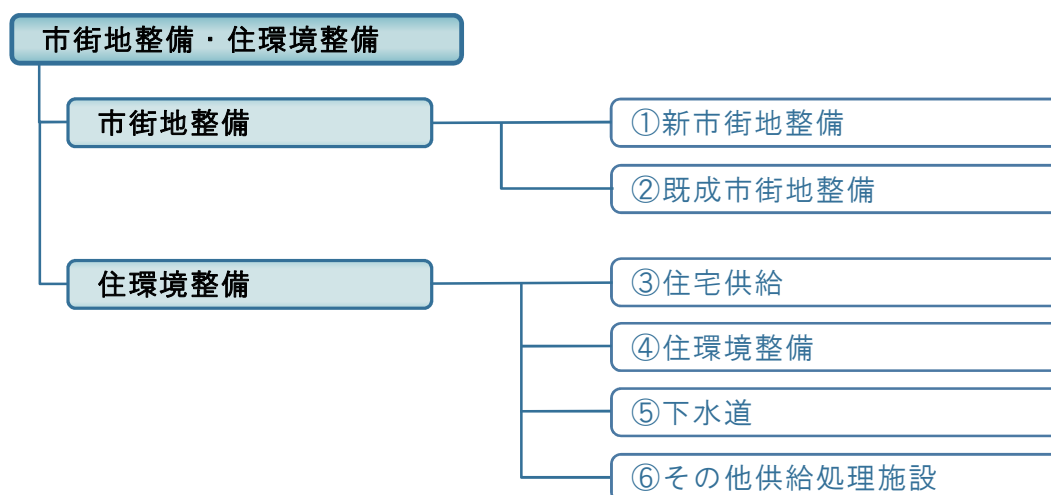 市街地整備・住環境整備
市街地整備
①新市街地整備
②既成市街地整備
住環境整備
③住宅供給
④住環境整備
⑤下水道
⑥その他供給処理施設